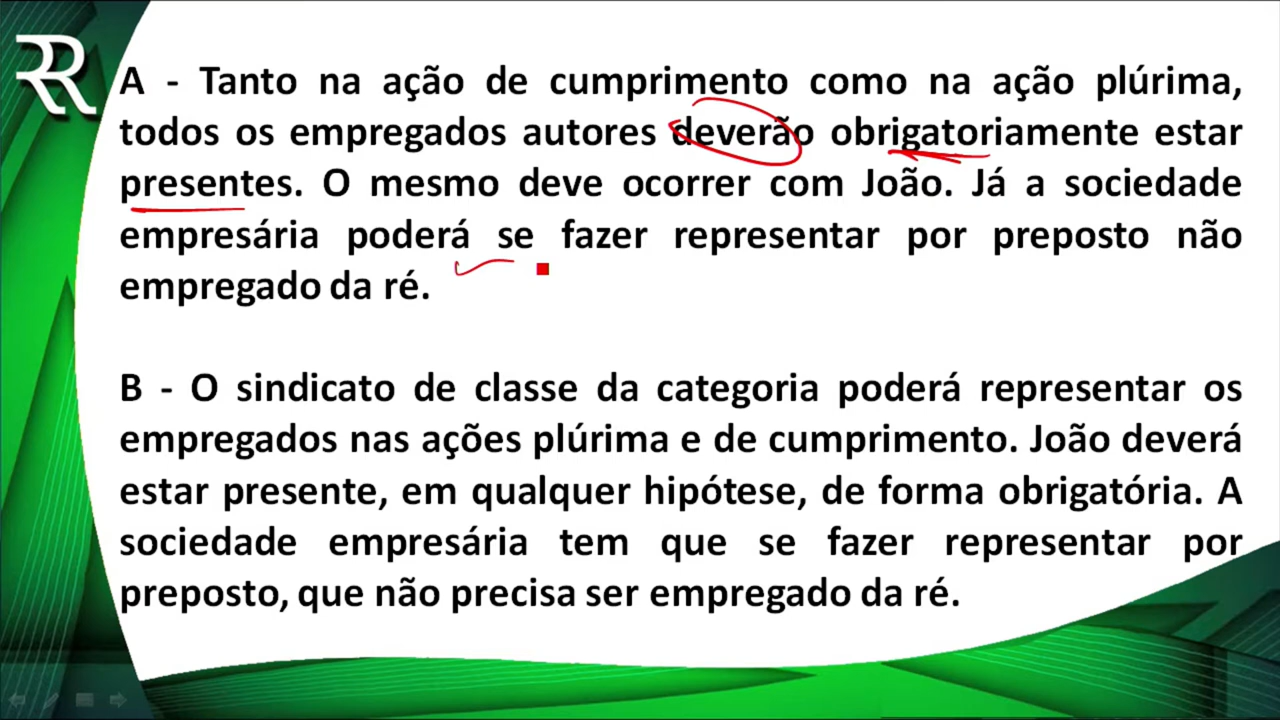 RR
A - Tanto na ação de cumprimento como na ação plúrima,
todos os empregados autores deverão obrigatoriamente estar
presentes. O mesmo deve ocorrer com João. Já a sociedade
empresária poderá se fazer representar por preposto não
empregado da ré.
B - O sindicato de classe da categoria poderá representar os
empregados nas ações plúrima e de cumprimento. João deverá
estar presente, em qualquer hipótese, de forma obrigatória. A
sociedade empresária tem que se fazer representar por
preposto, que não precisa ser empregado da ré.